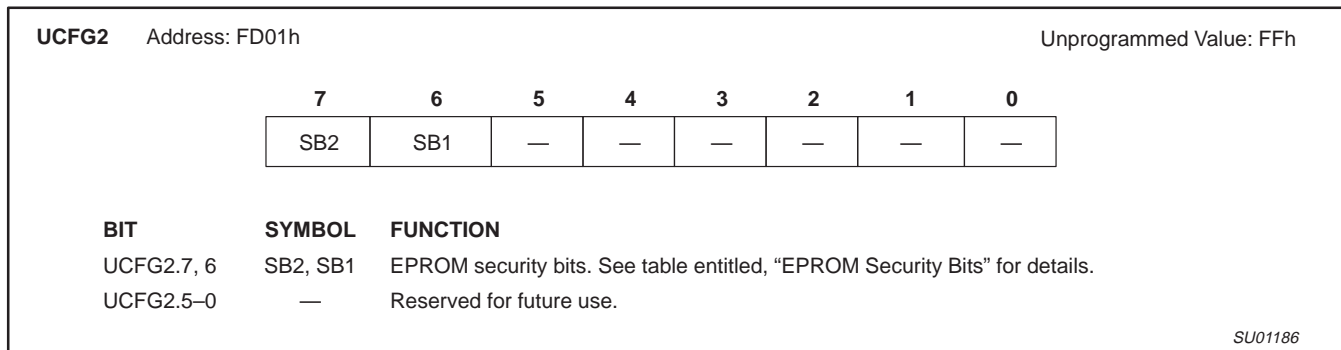 UCFG2 Address: FD01h Unprogrammed Value: FFh
7 6 5 4 3 2 1 0
SB2 SB1 — — — — — —
BIT SYMBOL FUNCTION
UCFG2.7, 6 SB2, SB1 EPROM security bits. See table entitled, “EPROM Security Bits” for details.
UCFG2.5–0 — Reserved for future use.
SU01186